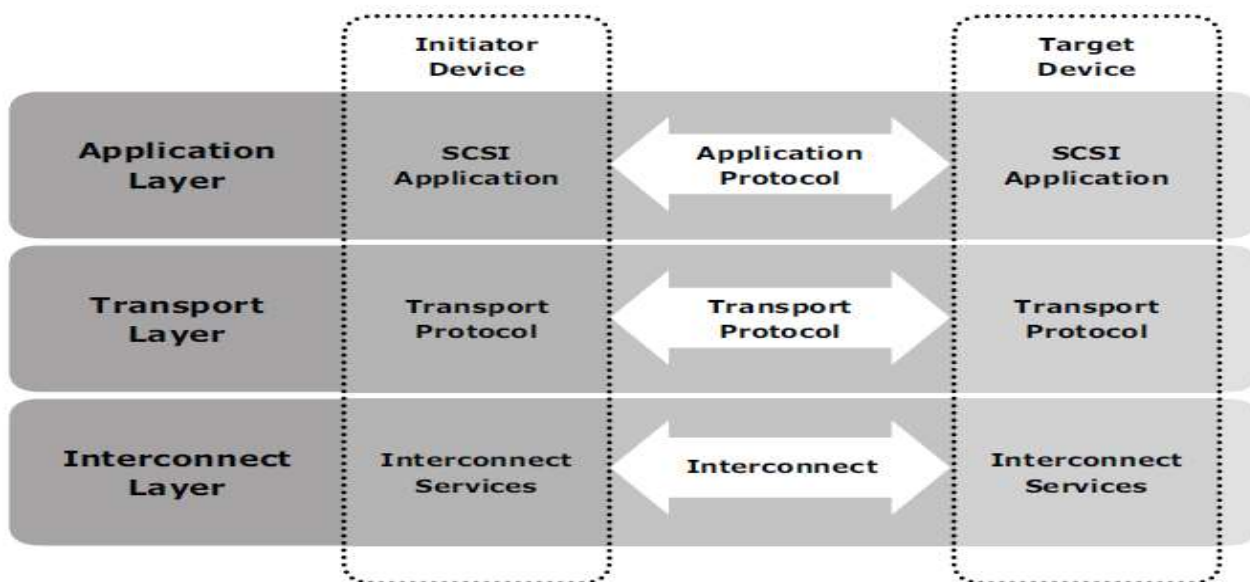 Initiator
Device
Target
Device
Application
Layer
SCSI
Application
Application
Protocol
SCSI
Application
Transport
Layer
Transport
Protocol
Transport
Protocol
Transport
Protocol
Interconnect
Layer
Interconnect
Services
Interconnect
Interconnect
Services